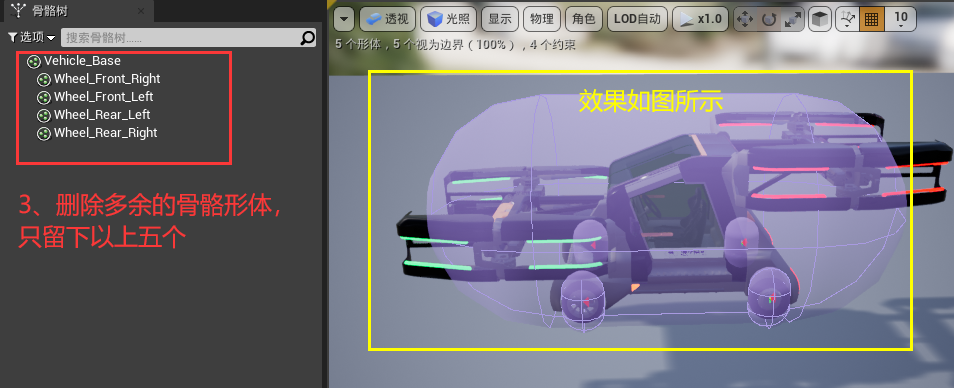 骨骼树
选项
搜索骨骼树......
Vehicle_Base
Wheel_Front_Right
Wheel_Front_Left
Wheel_Rear_Left
Wheel_Rear_Right
3、删除多余的骨骼形体，
只留下以上五个
透视
光照
显示
物理
角色
LOD自动
x1.0
10
5 个形体，5 个视为边界（100%），4 个约束
效果如图所示